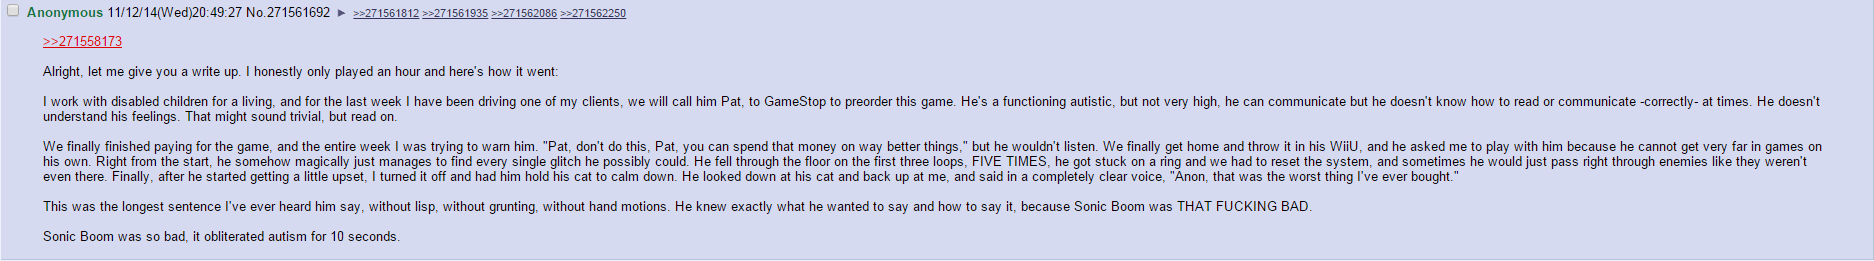 Anonymous 11/12/14(Wed)20:49:27 No.271561692 ► >>271561812 >>271561935 >>271562086 >>271562250
>>271558173
Alright, let me give you a write up. I honestly only played an hour and here's how it went:
I work with disabled children for a living, and for the last week I have been driving one of my clients, we will call him Pat, to GameStop to preorder this game. He's a functioning autistic, but not very high, he can communicate but he doesn't know how to read or communicate -correctly- at times. He doesn't
understand his feelings. That might sound trivial, but read on.
We finally finished paying for the game, and the entire week I was trying to warn him. "Pat, don't do this, Pat, you can spend that money on way better things," but he wouldn't listen. We finally get home and throw it in his WiiU, and he asked me to play with him because he cannot get very far in games on
his own. Right from the start, he somehow magically just manages to find every single glitch he possibly could. He fell through the floor on the first three loops, FIVE TIMES, he got stuck on a ring and we had to reset the system, and sometimes he would just pass right through enemies like they weren't
even there. Finally, after he started getting a little upset, I turned it off and had him hold his cat to calm down. He looked down at his cat and back up at me, and said in a completely clear voice, "Anon, that was the worst thing I've ever bought."
This was the longest sentence I've ever heard him say, without lisp, without grunting, without hand motions. He knew exactly what he wanted to say and how to say it, because Sonic Boom was THAT FUCKING BAD.
Sonic Boom was so bad, it obliterated autism for 10 seconds.